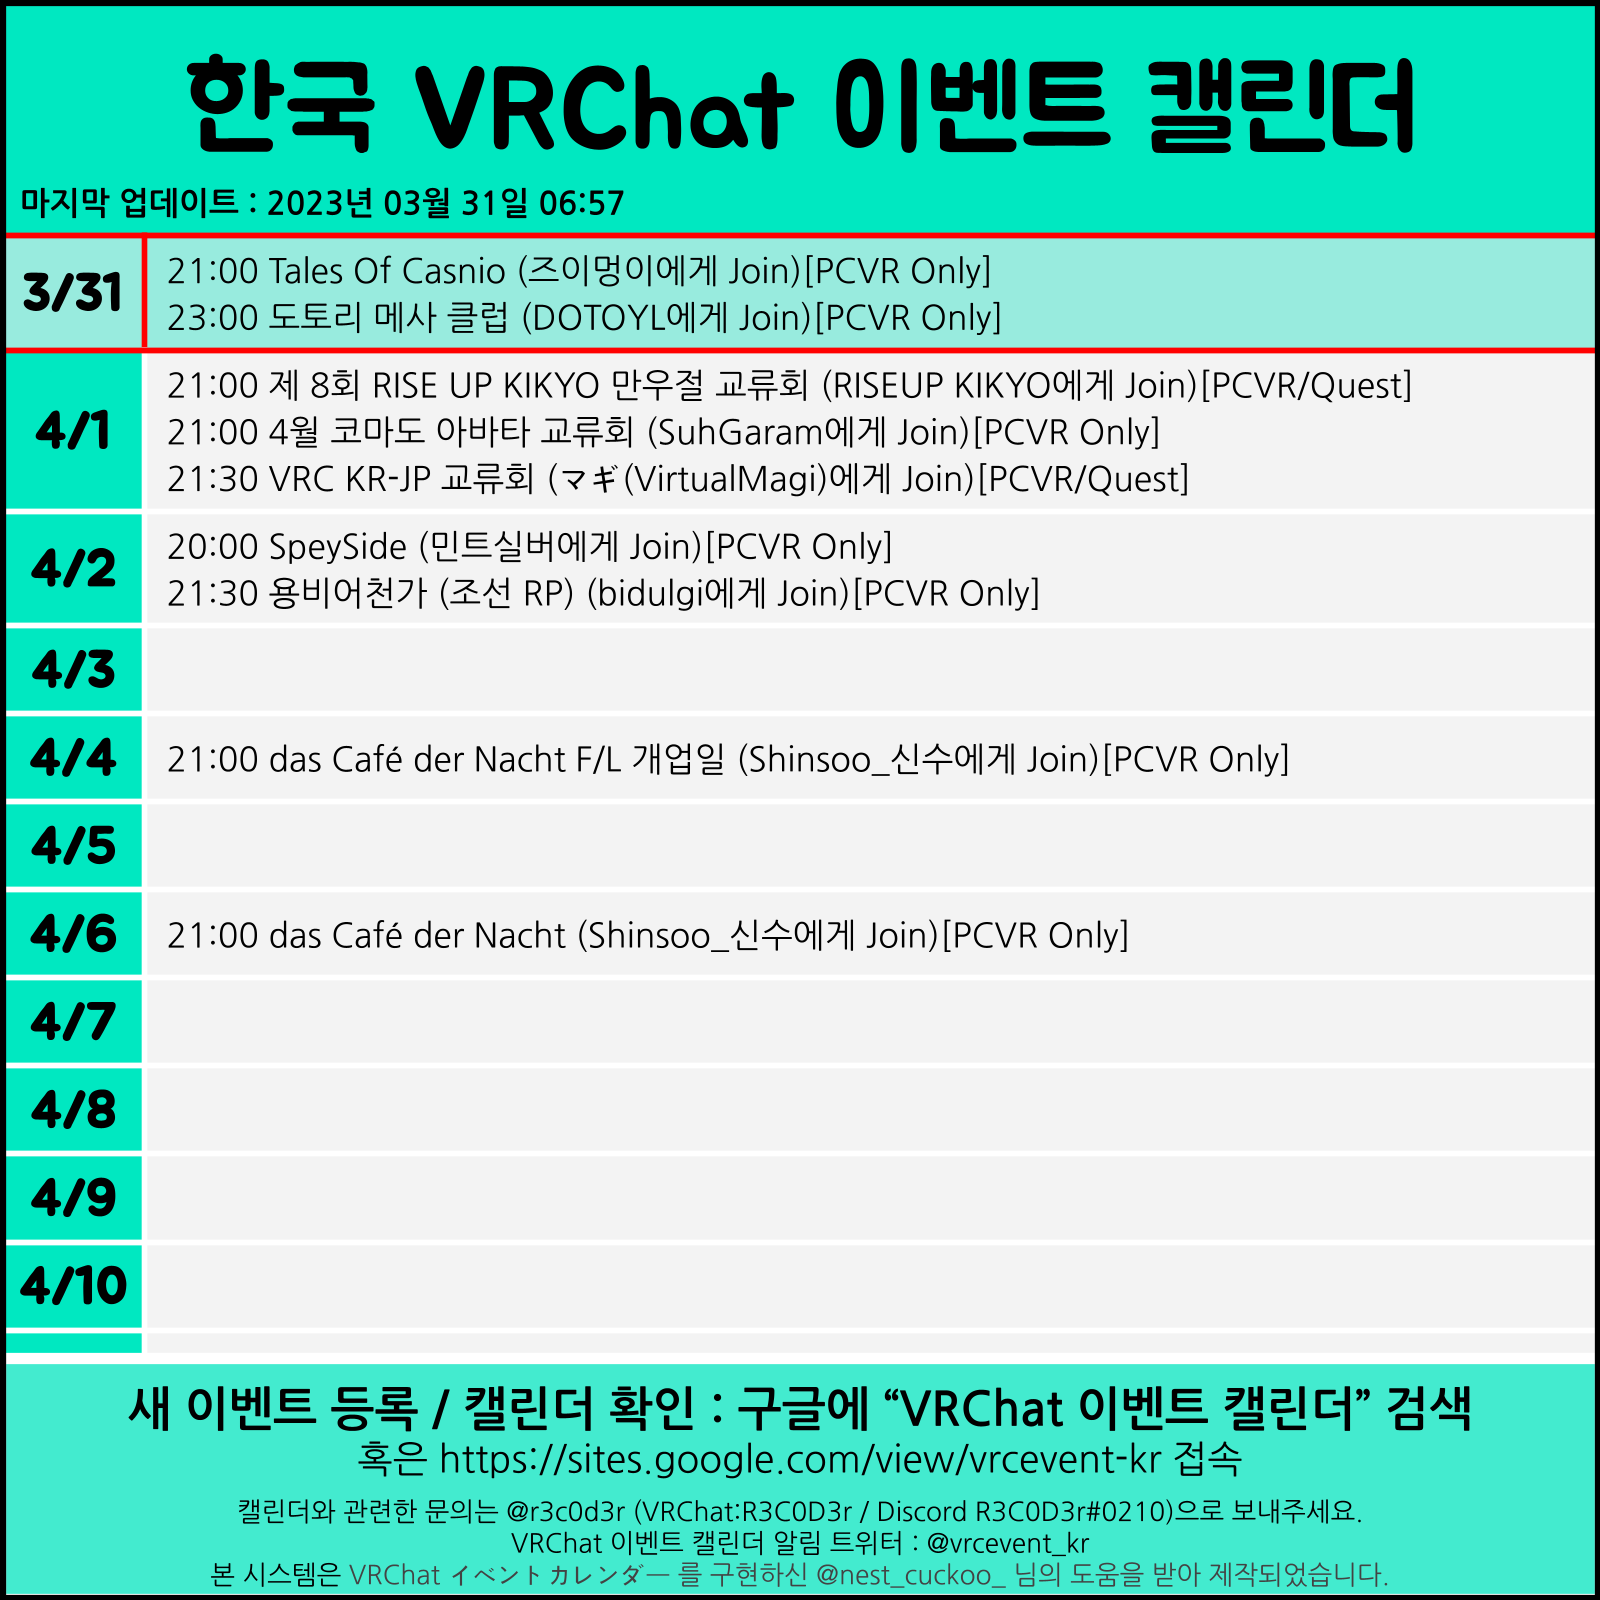 한국 VRChat 이벤트 캘린더
마지막 업데이트 : 2023년 03월 31일 06:57
3/31
21:00 Tales Of Casnio (즈이멍이에게 Join)[PCVR Only]
23:00 도토리 메사 클럽 (DOTOYL에게 Join)[PCVR Only]
4/1
21:00 제 8회 RISE UP KIKYO 만우절 교류회 (RISEUP KIKYO에게 Join)[PCVR/Quest]
21:00 4월 코마도 아바타 교류회 (SuhGaram에게 Join)[PCVR Only]
21:30 VRC KR-JP 교류회 (マギ(VirtualMagi)에게 Join)[PCVR/Quest]
4/2
20:00 SpeySide (민트실버에게 Join)[PCVR Only]
21:30 용비어천가 (조선 RP) (bidulgi에게 Join)[PCVR Only]
4/3
4/4
21:00 das Café der Nacht F/L 개업일 (Shinsoo_신수에게 Join)[PCVR Only]
4/5
4/6
21:00 das Café der Nacht (Shinsoo_신수에게 Join)[PCVR Only]
4/7
4/8
4/9
4/10
새 이벤트 등록 / 캘린더 확인 : 구글에 “VRChat 이벤트 캘린더” 검색
혹은 https://sites.google.com/view/vrcevent-kr 접속
캘린더와 관련한 문의는 @r3c0d3r (VRChat:R3C0D3r / Discord R3C0D3r#0210)으로 보내주세요.
VRChat 이벤트 캘린더 알림 트위터 : @vrcevent_kr
본 시스템은 VRChat イベントカレンダー 를 구현하신 @nest_cuckoo_ 님의 도움을 받아 제작되었습니다.